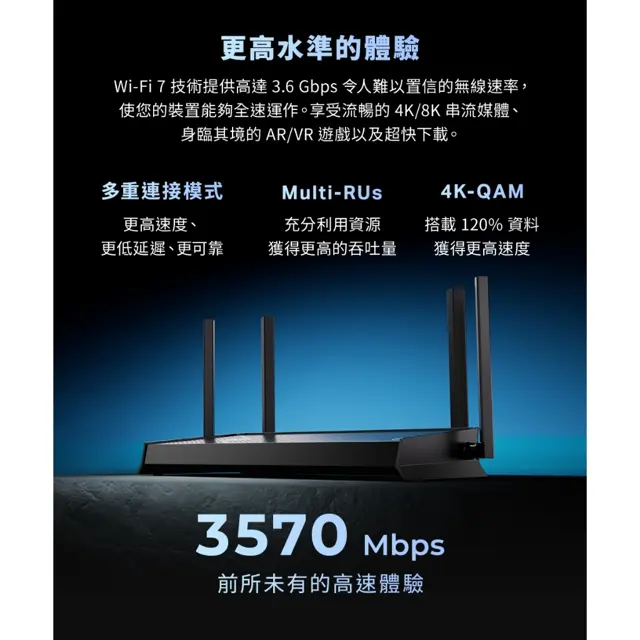 更高水準的體驗
Wi-Fi 7 技術提供高達 3.6 Gbps 令人難以置信的無線速率，
使您的裝置能夠全速運作。享受流暢的 4K/8K 串流媒體、
身臨其境的 AR/VR 遊戲以及超快下載。
多重連接模式
更高速度、
更低延遲、更可靠
Multi-RUs
充分利用資源
獲得更高的吞吐量
4K-QAM
搭載 120% 資料
獲得更高速度
3570 Mbps
前所未有的高速體驗